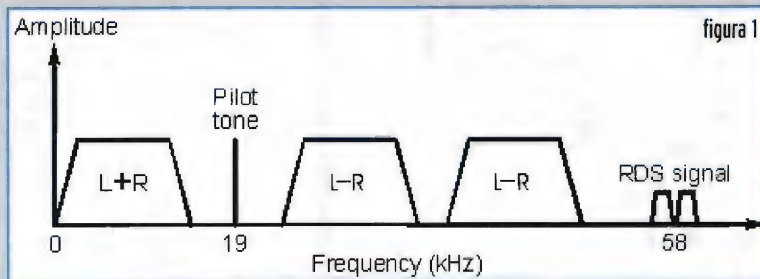 Amplitude
figura 1
Pilot
tone
L+R
L-R
L-R
RDS signal
0
19
58
Frequency (kHz)